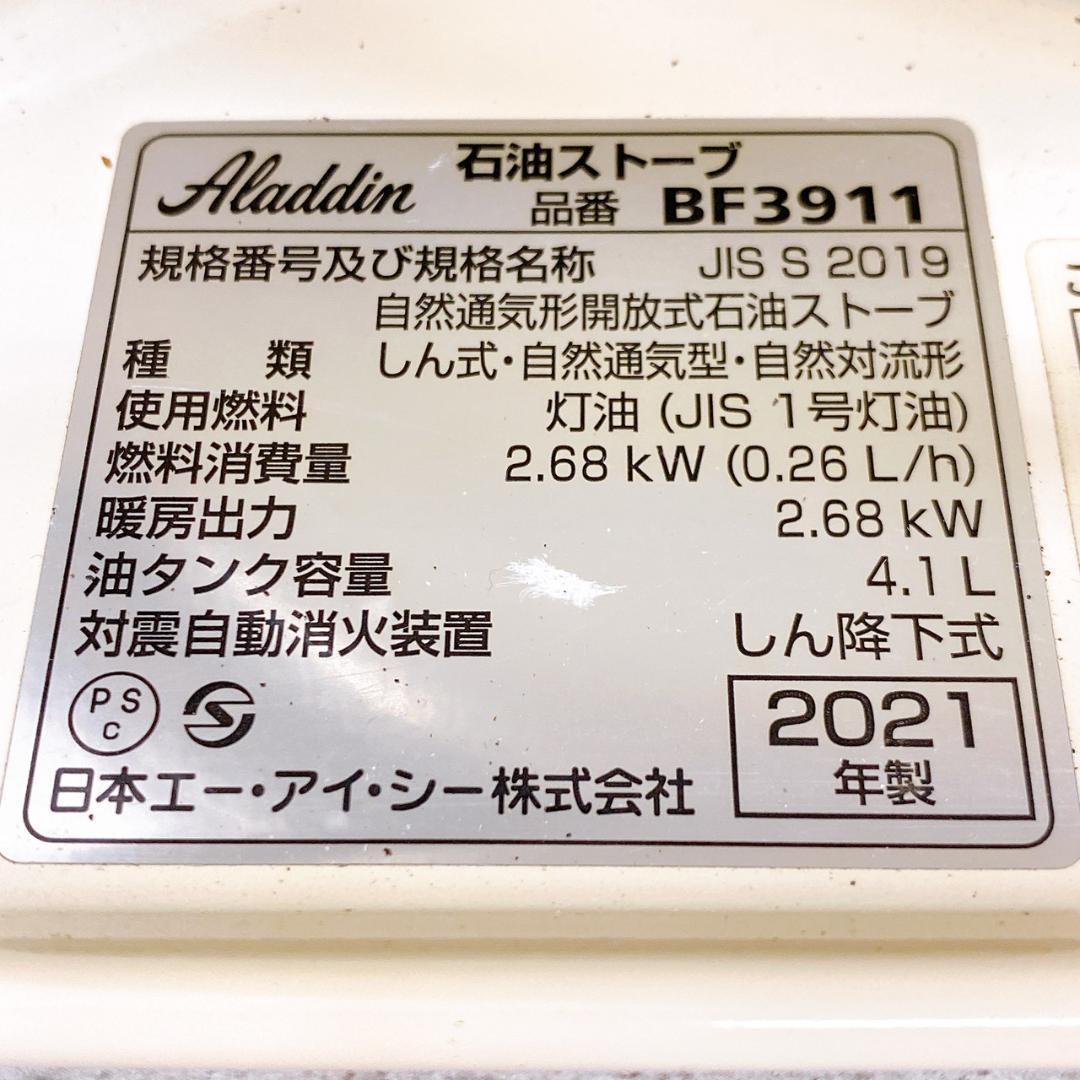 Aladdin 石油ストーブ
品番 BF3911
規格番号及び規格名称 JIS S 2019
自然通気形開放式石油ストーブ
種類 しん式・自然通気型・自然対流形
使用燃料 灯油 (JIS 1号灯油)
燃料消費量 2.68 kW (0.26 L/h)
暖房出力 2.68 kW
油タンク容量 4.1 L
対震自動消火装置 しん降下式
PS
C
2021
年製
日本エー・アイ・シー株式会社